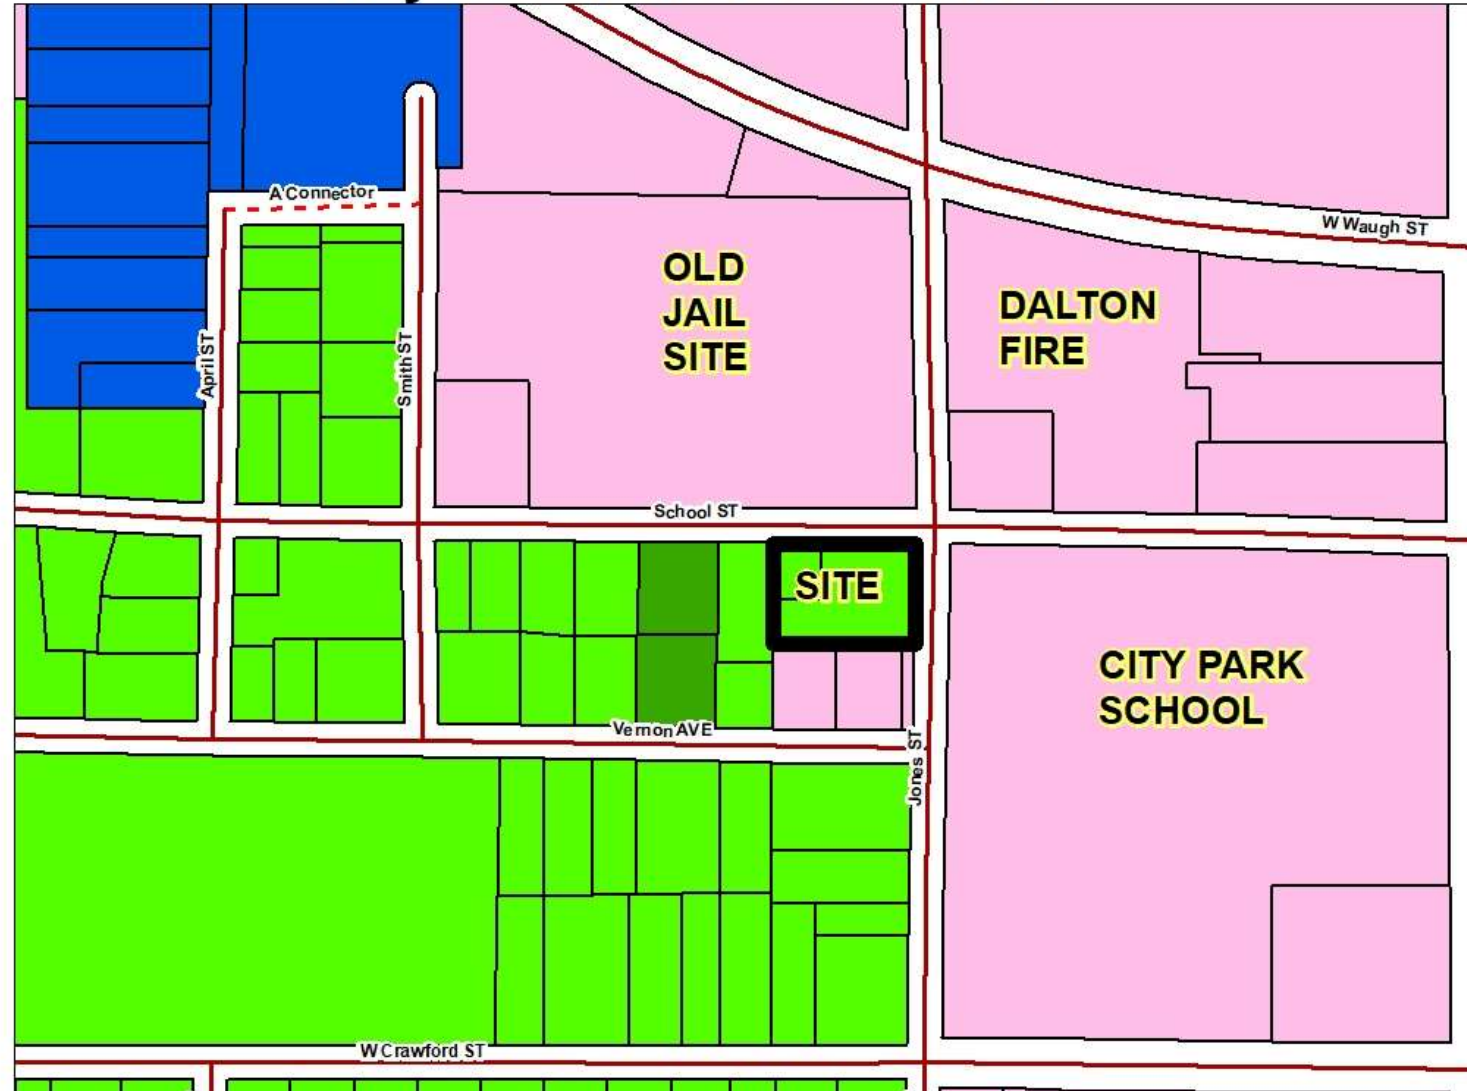 W Waugh ST
A Connector
OLD
JAIL
SITE
DALTON
FIRE
April ST
Smith ST
School ST
SITE
CITY PARK
SCHOOL
Vernon AVE
Jones ST
W Crawford ST